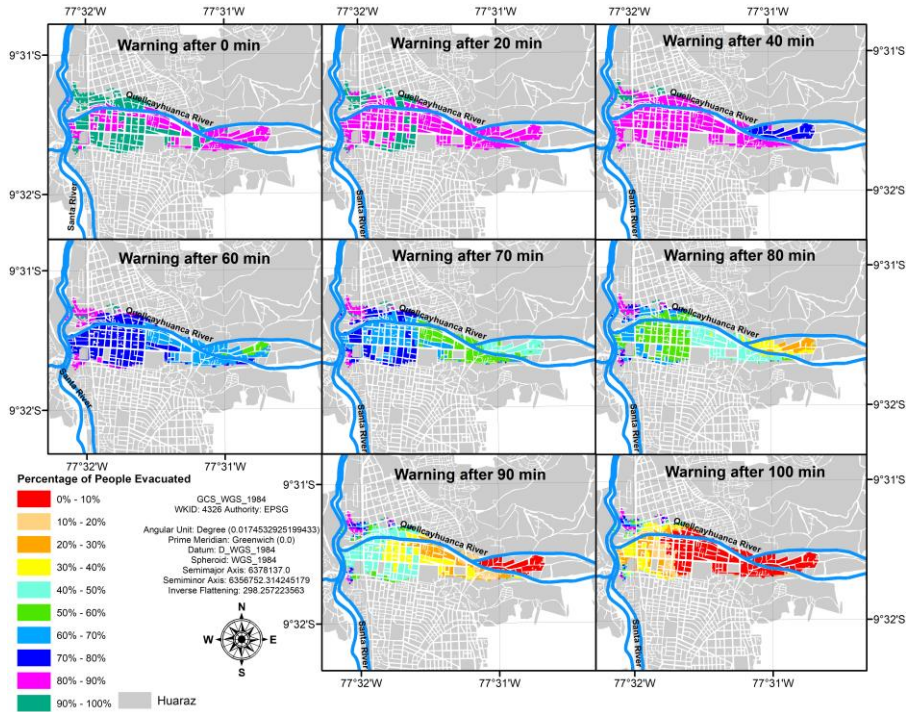 77°32'W 77°31'W 77°32'W 77°31'W 77°32'W 77°31'W
9°31'S
Warning after 0 min
Warning after 20 min
Warning after 40 min
9°31'S
Quellcayhuanca River
Quellcayhuanca River
Quellcayhuanca River
9°32'S
Santa River
Santa River
Santa River
9°32'S
9°31'S
Warning after 60 min
Warning after 70 min
Warning after 80 min
9°31'S
Quellcayhuanca River
Quellcayhuanca River
Quellcayhuanca River
9°32'S
Santa River
Santa River
Santa River
9°32'S
77°32'W 77°31'W
9°31'S
Warning after 90 min
Warning after 100 min
9°31'S
Quellcayhuanca River
Quellcayhuanca River
9°32'S
Santa River
Santa River
9°32'S
77°32'W 77°31'W 77°32'W 77°31'W
Percentage of People Evacuated
0% - 10%
10% - 20%
20% - 30%
30% - 40%
40% - 50%
50% - 60%
60% - 70%
70% - 80%
80% - 90%
90% - 100%
Huaraz
GCS_WGS_1984
WKID: 4326 Authority: EPSG
Angular Unit: Degree (0.0174532925199433)
Prime Meridian: Greenwich (0.0)
Datum: D_WGS_1984
Spheroid: WGS_1984
Semimajor Axis: 6378137.0
Semiminor Axis: 6356752.314245179
Inverse Flattening: 298.257223563
N
W E
S